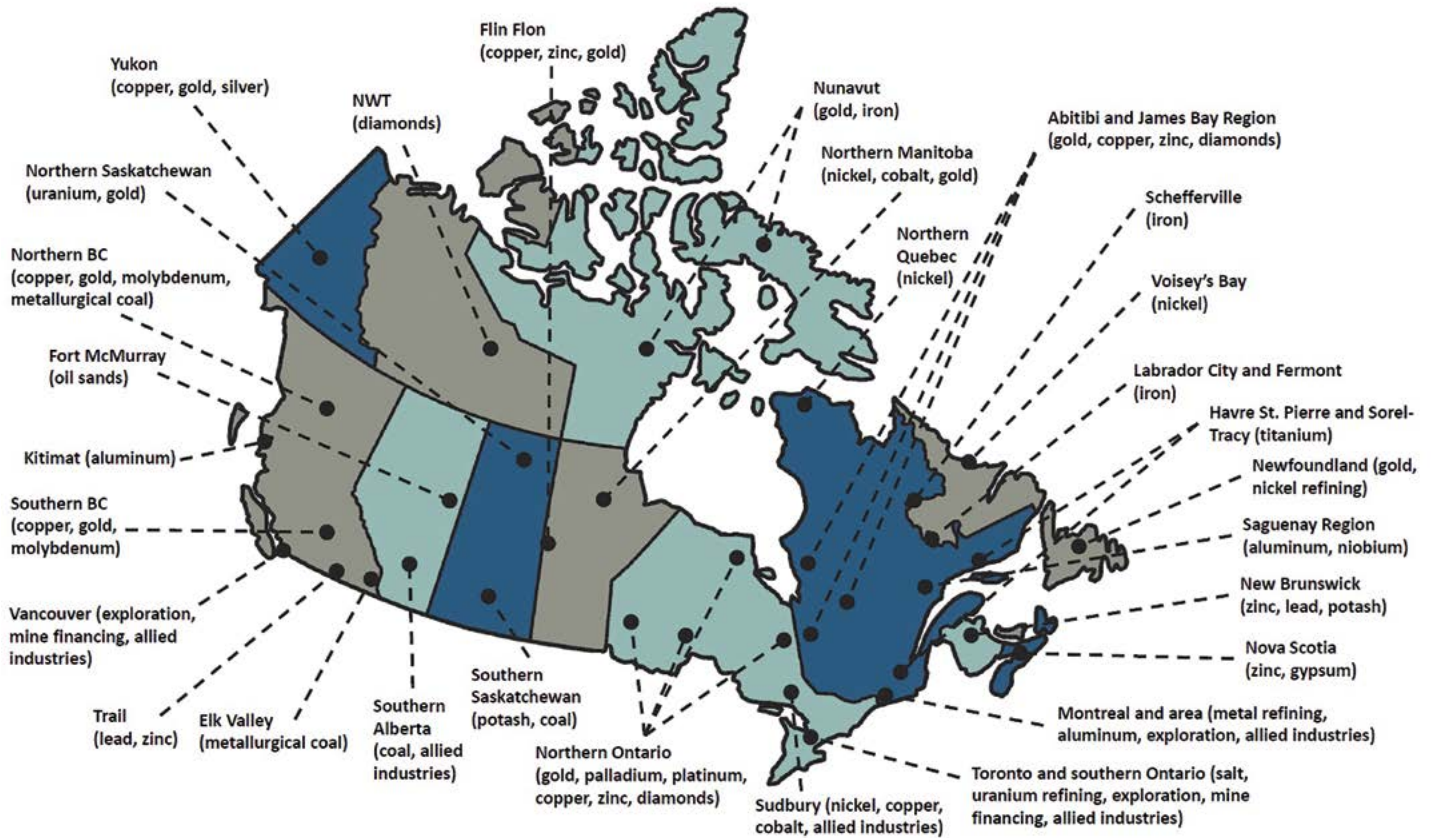 Flin Flon
(copper, zinc, gold)
Yukon
(copper, gold, silver)
NWT
(diamonds)
Nunavut
(gold, iron)
Abitibi and James Bay Region
(gold, copper, zinc, diamonds)
Northern Saskatchewan
(uranium, gold)
Northern Manitoba
(nickel, cobalt, gold)
Schefferville
(iron)
Northern BC
(copper, gold, molybdenum,
metallurgical coal)
Northern
Quebec
(nickel)
Voisey's Bay
(nickel)
Fort McMurray
(oil sands)
Labrador City and Fermont
(iron)
Havre St. Pierre and Sorel-
Tracy (titanium)
Kitimat (aluminum)
Newfoundland (gold,
nickel refining)
Southern BC
(copper, gold,
molybdenum)
Saguenay Region
(aluminum, niobium)
New Brunswick
(zinc, lead, potash)
Vancouver (exploration,
mine financing, allied
industries)
Nova Scotia
(zinc, gypsum)
Trail
(lead, zinc)
Elk Valley
(metallurgical coal)
Southern
Alberta
(coal, allied
industries)
Southern
Saskatchewan
(potash, coal)
Northern Ontario
(gold, palladium, platinum,
copper, zinc, diamonds)
Montreal and area (metal refining,
aluminum, exploration, allied industries)
Sudbury (nickel, copper,
cobalt, allied industries)
Toronto and southern Ontario (salt,
uranium refining, exploration, mine
financing, allied industries)